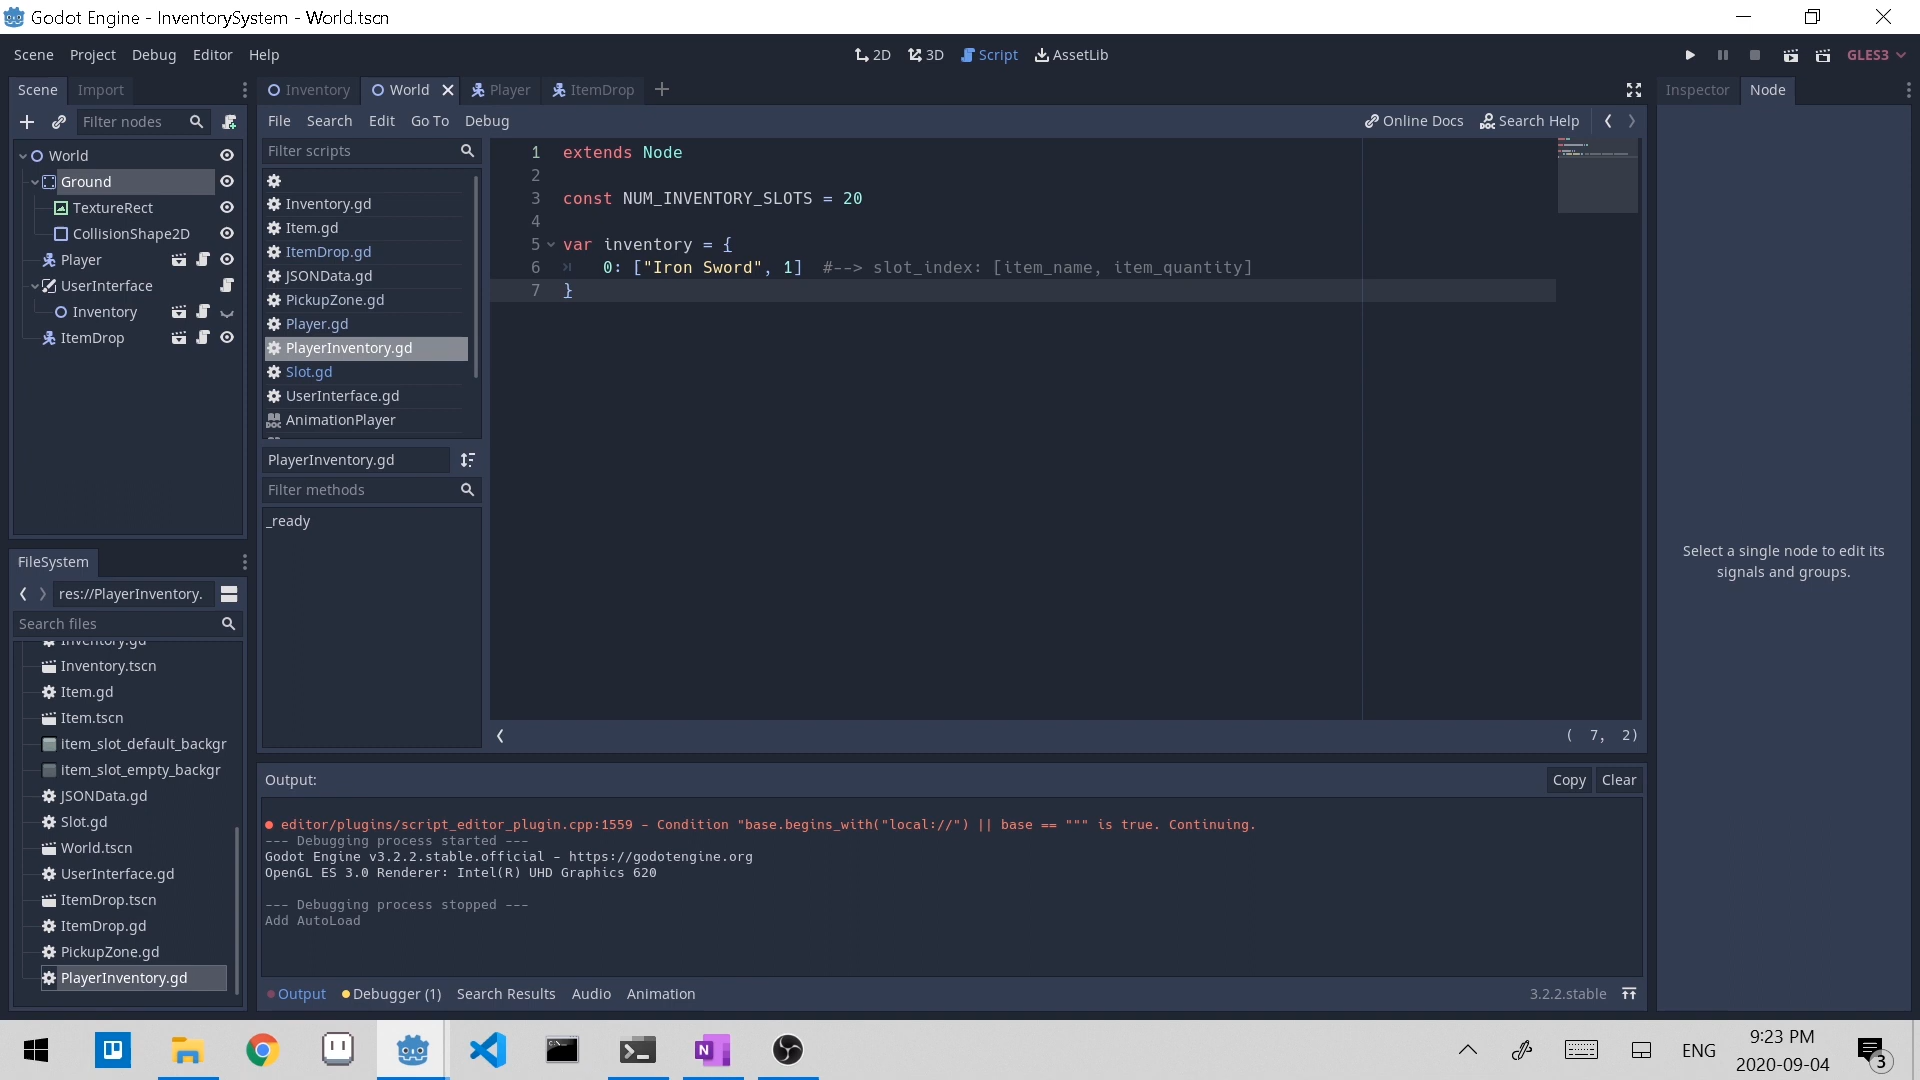 Godot Engine - InventorySystem - World.tscn
Scene Project Debug Editor Help
2D 3D Script AssetLib
GLES3
Scene Import
Filter nodes
World
Ground
TextureRect
CollisionShape2D
Player
UserInterface
Inventory
ItemDrop
FileSystem
res://PlayerInventory.
Search files
Inventory.gd
Inventory.tscn
Item.gd
Item.tscn
item_slot_default_backgr
item_slot_empty_backgr
JSONData.gd
Slot.gd
World.tscn
UserInterface.gd
ItemDrop.tscn
ItemDrop.gd
PickupZone.gd
PlayerInventory.gd
Inventory World Player ItemDrop
File Search Edit Go To Debug
Online Docs Search Help
Filter scripts
Inventory.gd
Item.gd
ItemDrop.gd
JSONData.gd
PickupZone.gd
Player.gd
PlayerInventory.gd
Slot.gd
UserInterface.gd
AnimationPlayer
PlayerInventory.gd
Filter methods
_ready
1 extends Node
2
3 const NUM_INVENTORY_SLOTS = 20
4
5 var inventory = {
6 0: ["Iron Sword", 1] #--> slot_index: [item_name, item_quantity]
7 }
( 7, 2)
Output:
Copy Clear
editor/plugins/script_editor_plugin.cpp:1559 - Condition "base.begins_with("local://") || base == """ is true. Continuing.
--- Debugging process started ---
Godot Engine v3.2.2.stable.official - https://godotengine.org
OpenGL ES 3.0 Renderer: Intel(R) UHD Graphics 620
--- Debugging process stopped ---
Add AutoLoad
Output Debugger (1) Search Results Audio Animation
3.2.2.stable
Inspector Node
Select a single node to edit its
signals and groups.
ENG
9:23 PM
2020-09-04
3